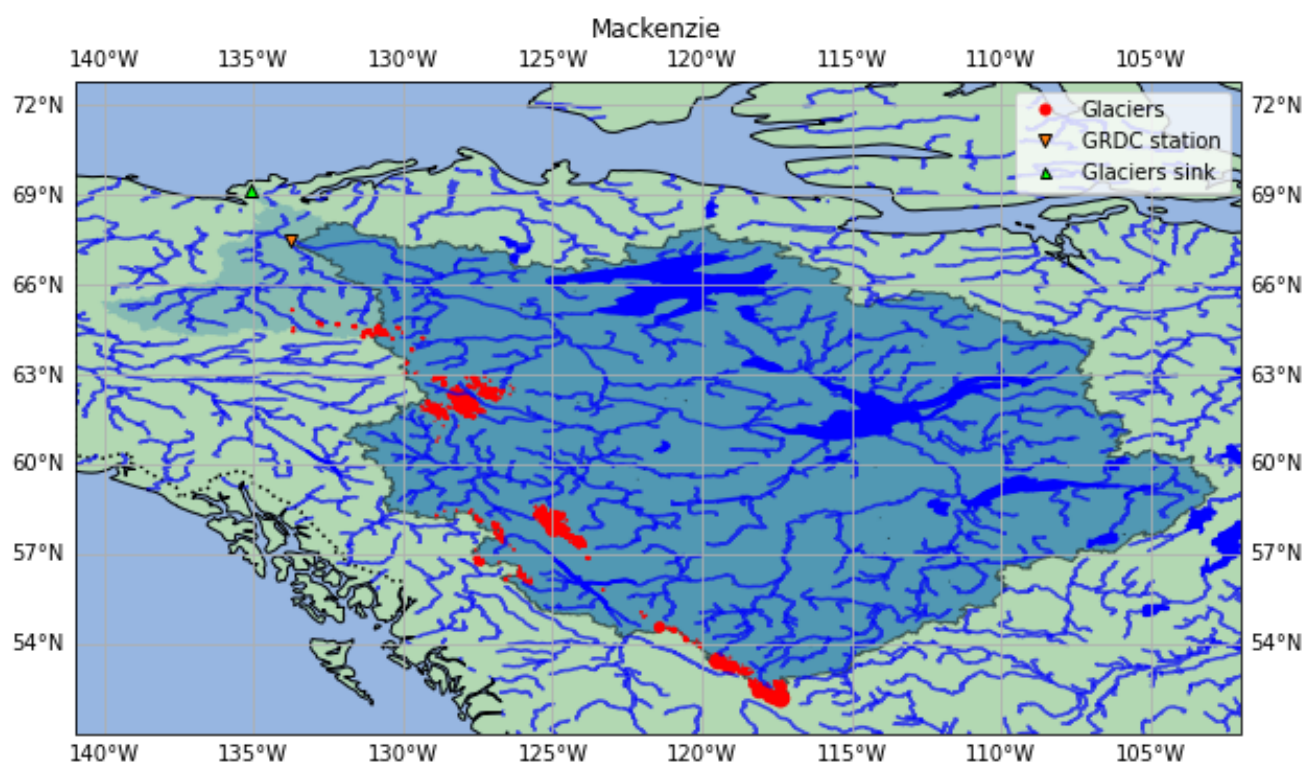 Mackenzie
140°W 135°W 130°W 125°W 120°W 115°W 110°W 105°W
72°N 72°N
Glaciers
GRDC station
Glaciers sink
69°N 69°N
66°N 66°N
63°N 63°N
60°N 60°N
57°N 57°N
54°N 54°N
140°W 135°W 130°W 125°W 120°W 115°W 110°W 105°W